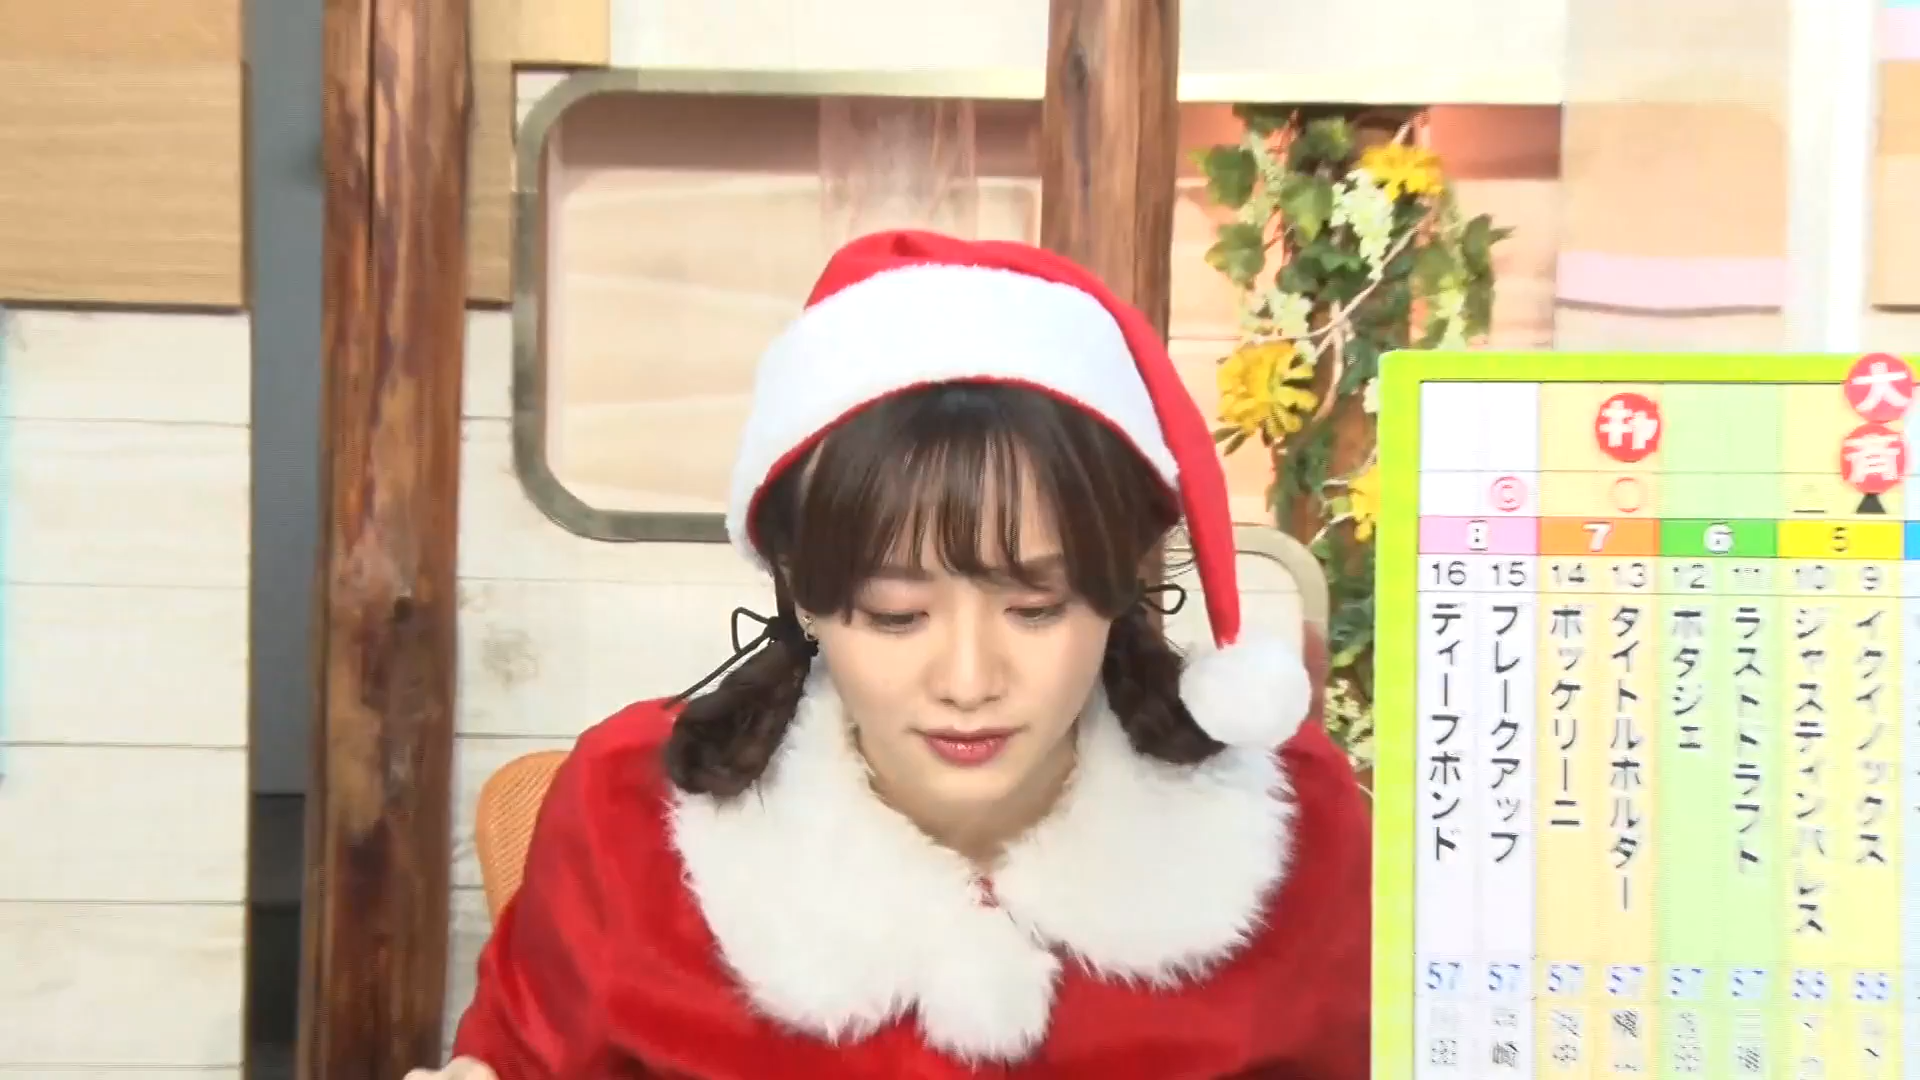 大
斉
神
8
7
6
5
16
15
14
13
12
11
10
9
ディープボンド
ブレークアップ
ボッケリーニ
タイトルホルダー
ポタジェ
ラストドラフト
ジャスティンパレス
イクイノックス
57
57
57
57
57
57
55
55